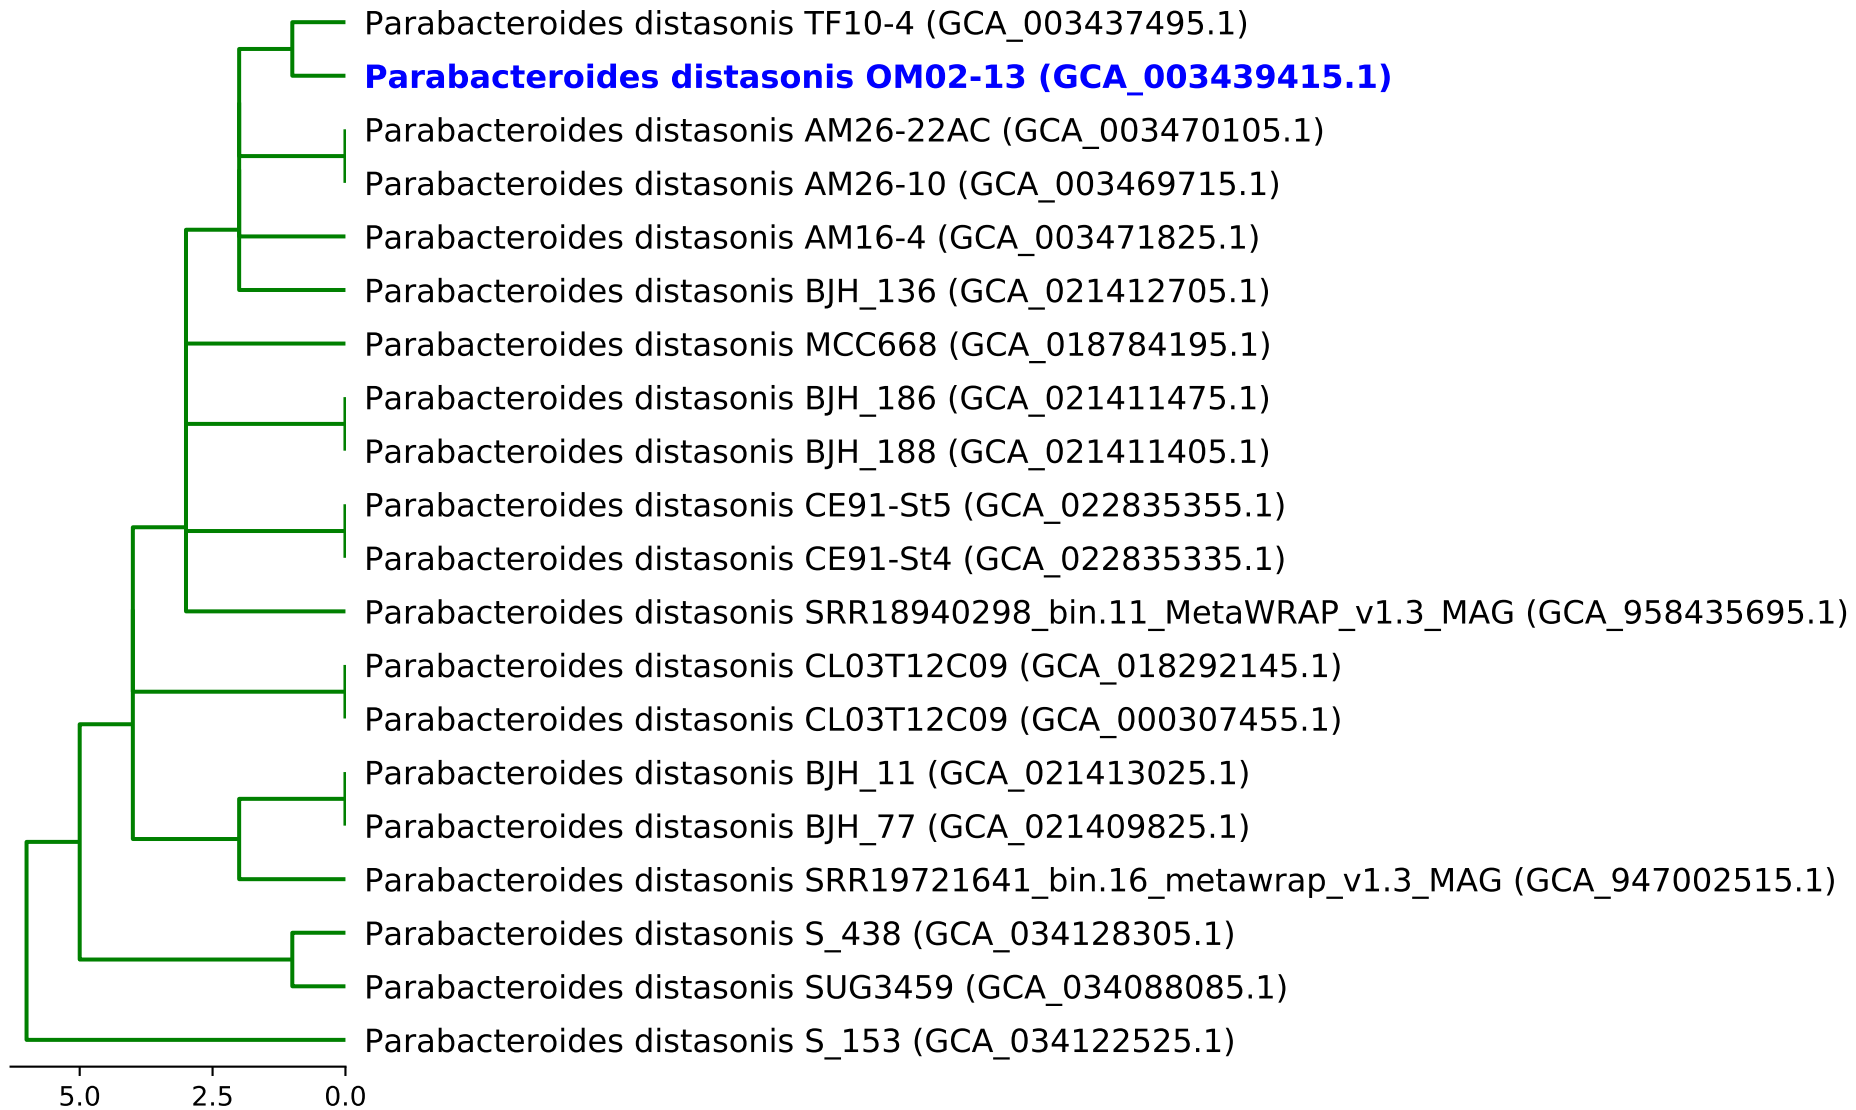 Parabacteroides distasonis TF10-4 (GCA_003437495.1)
Parabacteroides distasonis OM02-13 (GCA_003439415.1)
Parabacteroides distasonis AM26-22AC (GCA_003470105.1)
Parabacteroides distasonis AM26-10 (GCA_003469715.1)
Parabacteroides distasonis AM16-4 (GCA_003471825.1)
Parabacteroides distasonis BJH_136 (GCA_021412705.1)
Parabacteroides distasonis MCC668 (GCA_018784195.1)
Parabacteroides distasonis BJH_186 (GCA_021411475.1)
Parabacteroides distasonis BJH_188 (GCA_021411405.1)
Parabacteroides distasonis CE91-St5 (GCA_022835355.1)
Parabacteroides distasonis CE91-St4 (GCA_022835335.1)
Parabacteroides distasonis SRR18940298_bin.11_MetaWRAP_v1.3_MAG (GCA_958435695.1)
Parabacteroides distasonis CL03T12C09 (GCA_018292145.1)
Parabacteroides distasonis CL03T12C09 (GCA_000307455.1)
Parabacteroides distasonis BJH_11 (GCA_021413025.1)
Parabacteroides distasonis BJH_77 (GCA_021409825.1)
Parabacteroides distasonis SRR19721641_bin.16_metawrap_v1.3_MAG (GCA_947002515.1)
Parabacteroides distasonis S_438 (GCA_034128305.1)
Parabacteroides distasonis SUG3459 (GCA_034088085.1)
Parabacteroides distasonis S_153 (GCA_034122525.1)
5.0 2.5 0.0